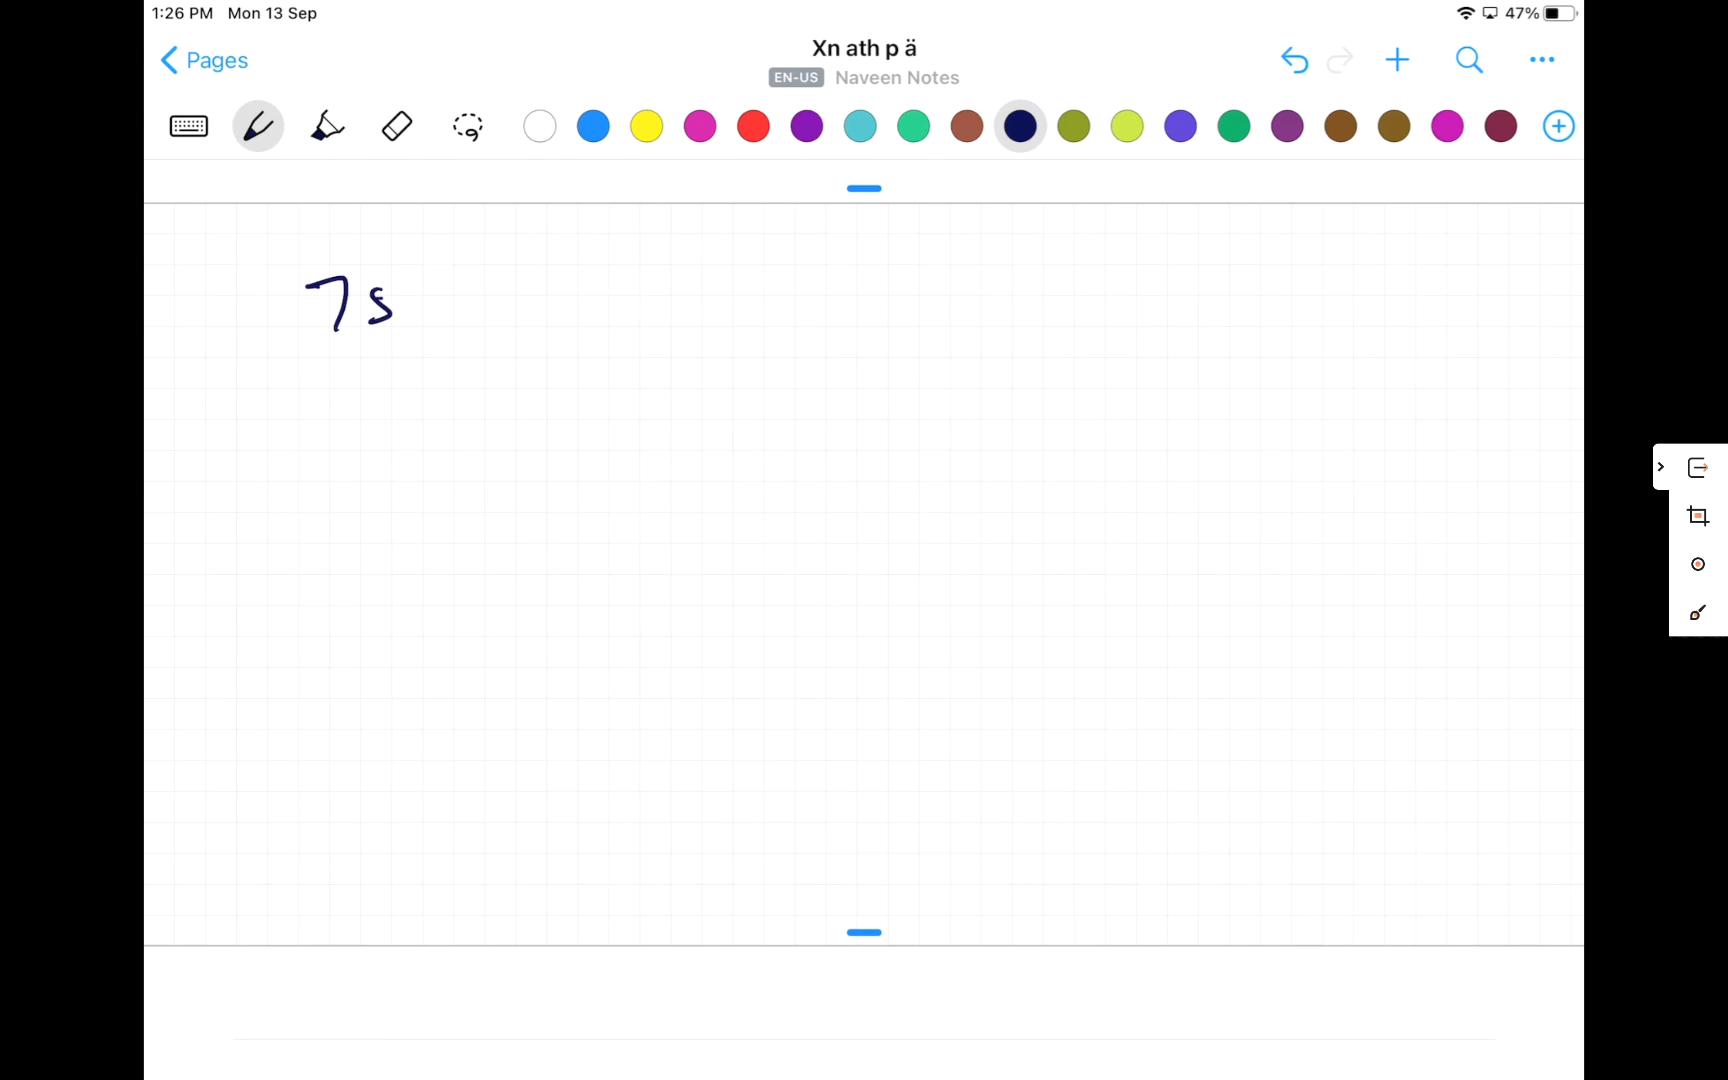 1:26 PM Mon 13 Sep
47%
Pages
Xn ath p ä
EN-US Naveen Notes
7s